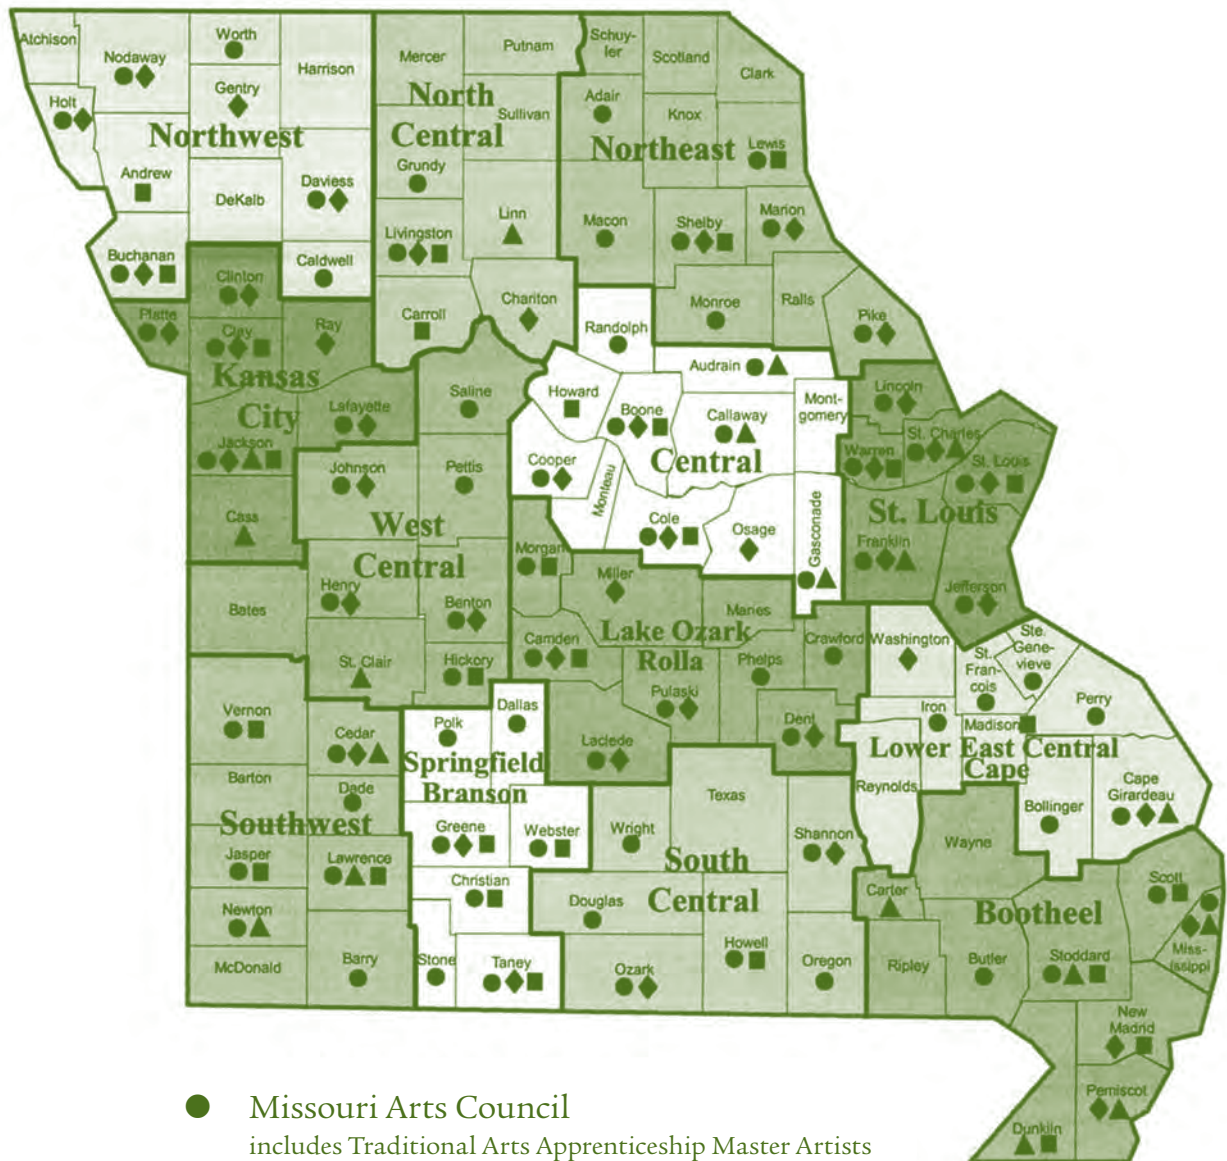 Atchison
Nodaway
Worth
Harrison
Mercer
Putnam
Schuy-
ler
Scotland
Clark
Holt
Gentry
North
Central
Sullivan
Adair
Knox
Northwest
Northeast
Lewis
Andrew
DeKalb
Daviess
Grundy
Linn
Macon
Shelby
Marion
Livingston
Buchanan
Clinton
Caldwell
Chariton
Monroe
Ralls
Pike
Platte
Clay
Ray
Carroll
Randolph
Audrain
Kansas
City
Lafayette
Saline
Howard
Boone
Callaway
Mont-
gomery
Lincoln
Jackson
Johnson
Pettis
Cooper
Moniteau
Central
Warren
St. Charles
St. Louis
Cass
West
Central
Cole
Osage
Gasconade
St. Louis
Franklin
Morgan
Miller
Henry
Benton
Maries
Jefferson
Bates
Lake Ozark
Rolla
Camden
Crawford
Washington
Ste.
Gene-
vieve
St. Clair
Hickory
Phelps
St.
Fran-
cois
Pulaski
Perry
Vernon
Cedar
Polk
Dallas
Laclede
Dent
Iron
Madison
Lower East Central
Cape
Springfield
Branson
Barton
Dade
Texas
Reynolds
Bollinger
Cape
Girardeau
Southwest
Greene
Webster
Wright
South
Central
Shannon
Wayne
Jasper
Lawrence
Christian
Douglas
Carter
Bootheel
Scott
Newton
Howell
Miss-
issippi
McDonald
Barry
Stone
Taney
Ozark
Oregon
Ripley
Butler
Stoddard
New
Madrid
Pemiscot
Dunklin
Missouri Arts Council
includes Traditional Arts Apprenticeship Master Artists